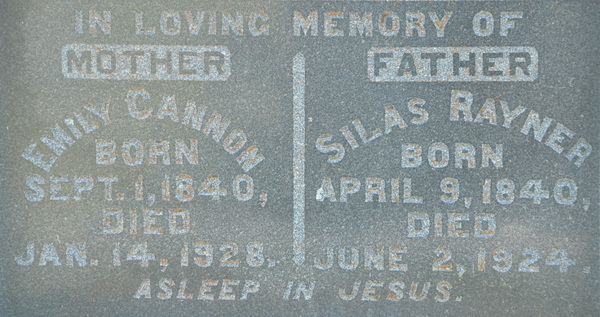 IN LOVING MEMORY OF
MOTHER
EMILY CANNON
BORN
SEPT. 1, 1840,
DIED
JAN. 14, 1928.
FATHER
SILAS RAYNER
BORN
APRIL 9, 1840,
DIED
JUNE 2, 1924.
ASLEEP IN JESUS.